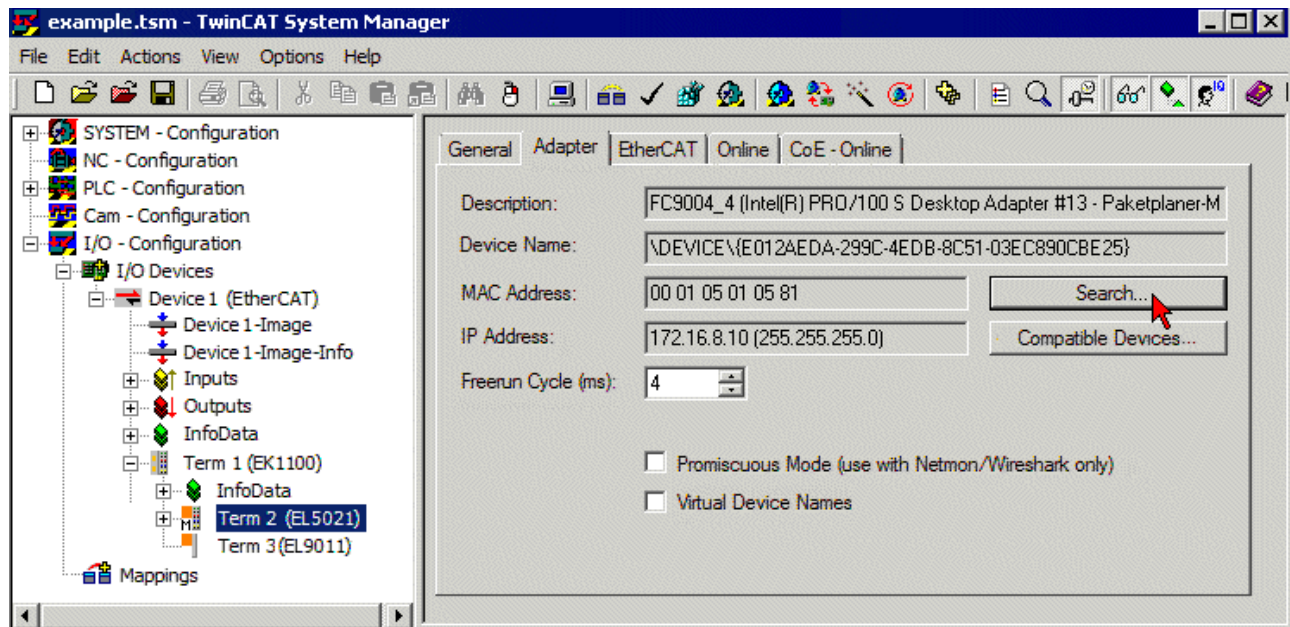 example.tsm - TwinCAT System Manager
File Edit Actions View Options Help
SYSTEM - Configuration
NC - Configuration
PLC - Configuration
Cam - Configuration
I/O - Configuration
I/O Devices
Device 1 (EtherCAT)
Device 1-Image
Device 1-Image-Info
Inputs
Outputs
InfoData
Term 1 (EK1100)
InfoData
Term 2 (EL5021)
Term 3(EL9011)
Mappings
General Adapter EtherCAT Online CoE - Online
Description: FC9004_4 (Intel(R) PRO/100 S Desktop Adapter #13 - Paketplaner-M
Device Name: \DEVICE\{E012AEDA-299C-4EDB-8C51-03EC890CBE25}
MAC Address: 00 01 05 01 05 81 Search...
IP Address: 172.16.8.10 (255.255.255.0) Compatible Devices...
Freerun Cycle (ms): 4
Promiscuous Mode (use with Netmon/Wireshark only)
Virtual Device Names